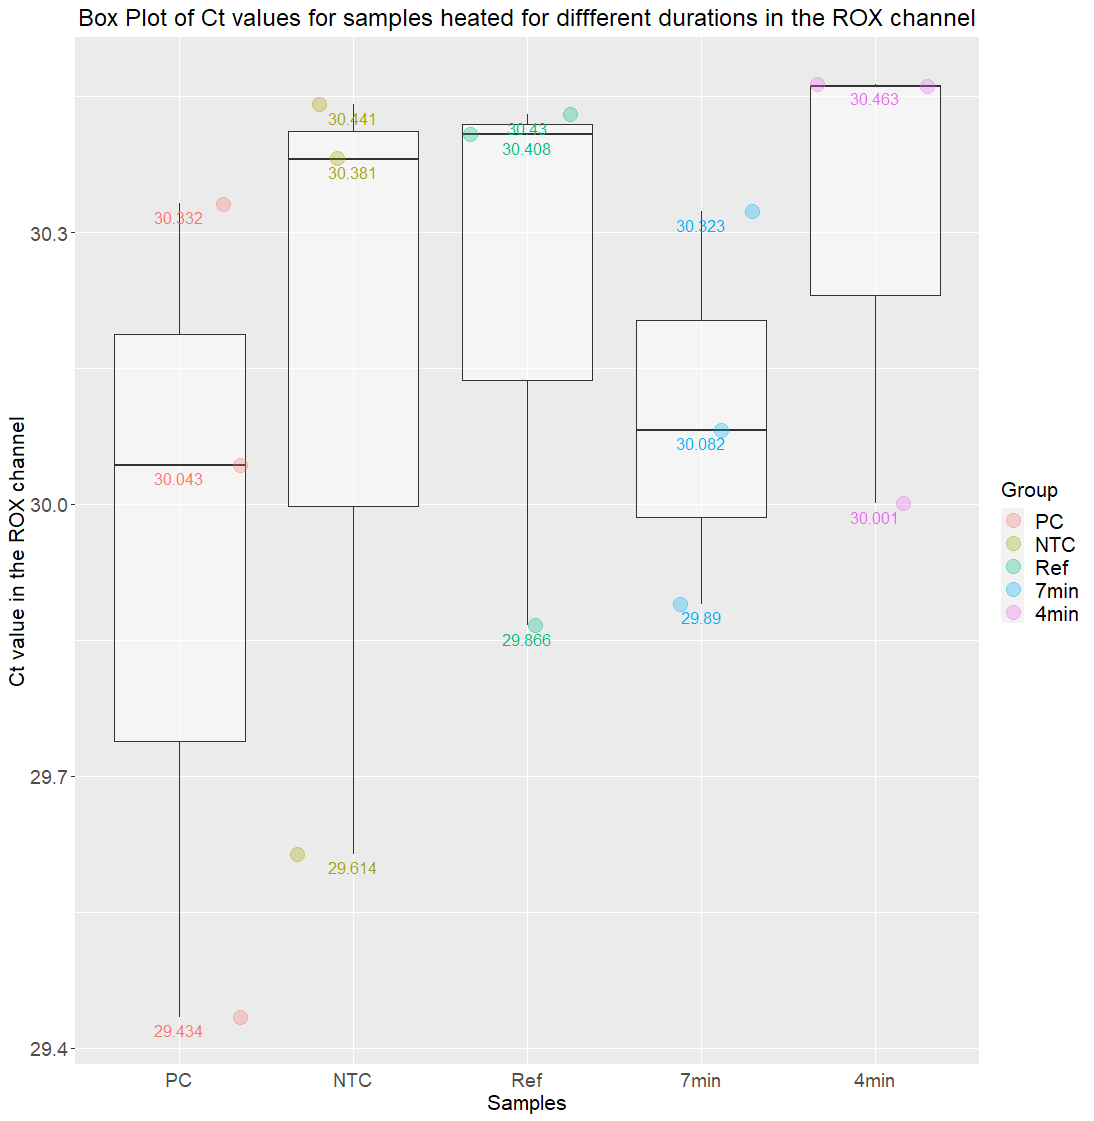 Box Plot of Ct values for samples heated for diffferent durations in the ROX channel
Ct value in the ROX channel
30.3
30.0
29.7
29.4
30.332
30.043
29.434
30.441
30.381
29.614
30.43
30.408
29.866
30.323
30.082
29.89
30.463
30.001
PC
NTC
Ref
7min
4min
Samples
Group
PC
NTC
Ref
7min
4min